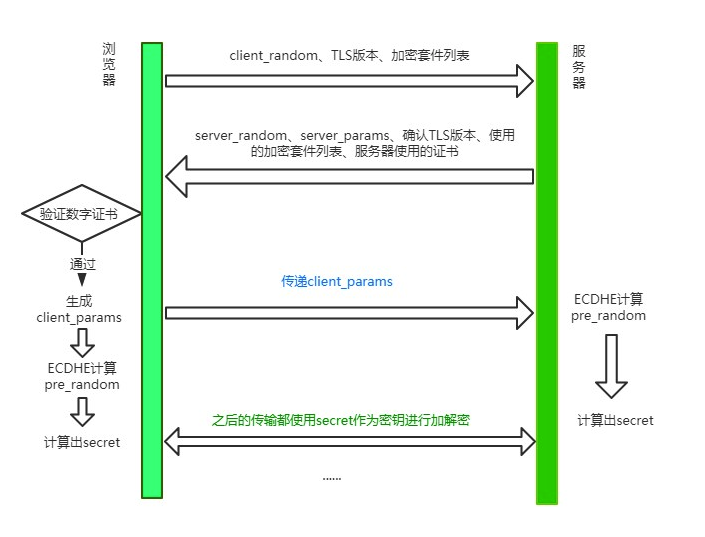 浏览器
client_random、TLS版本、加密套件列表
服务器
server_random、server_params、确认TLS版本、使用
的加密套件列表、服务器使用的证书
验证数字证书
通过
传递client_params
生成
client_params
ECDHE计算
pre_random
ECDHE计算
pre_random
之后的传输都使用secret作为密钥进行加解密
计算出secret
计算出secret
......